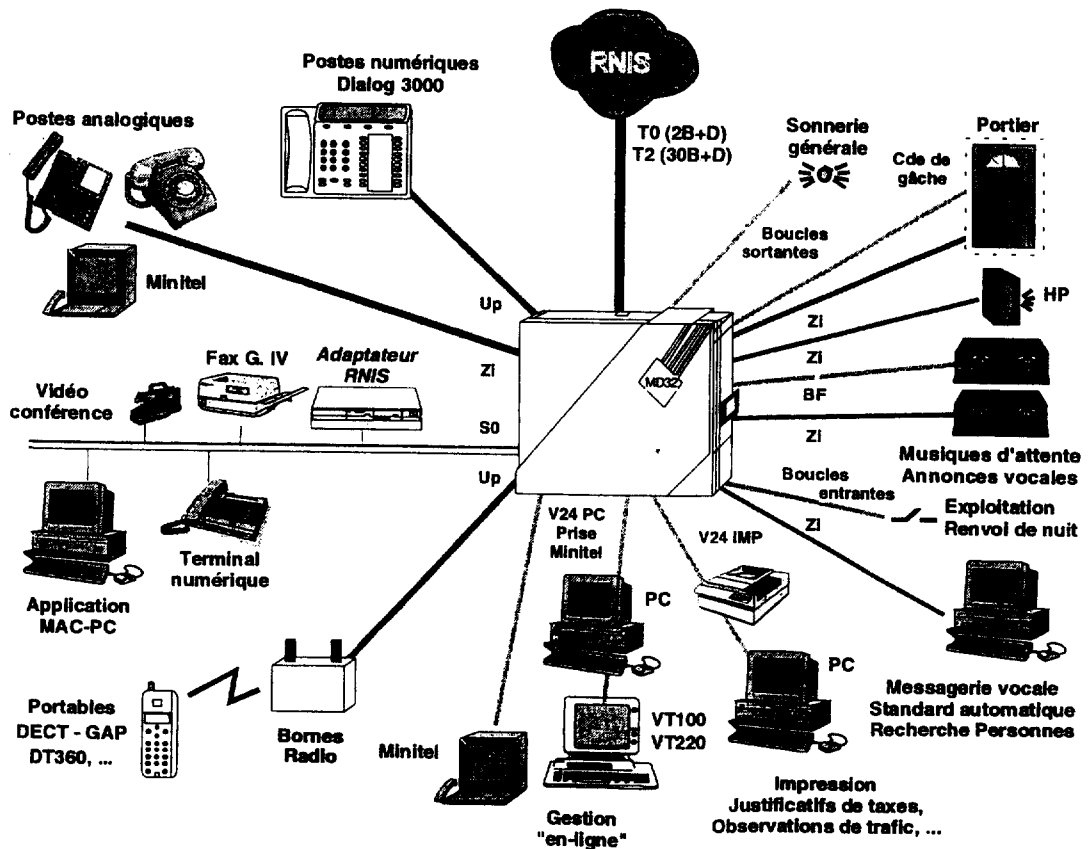 RNIS
Postes numériques
Dialog 3000
Postes analogiques
T0 (2B+D)
T2 (30B+D)
Sonnerie
générale
Portier
Cde de
gâche
Boucles
sortantes
Minitel
Up
HP
Zi
Zi
Zi
MD32
BF
Zi
Fax G. IV
Adaptateur
RNIS
Vidéo
conférence
S0
Up
Musiques d'attente
Annonces vocales
Boucles
entrantes
Exploitation
Renvoi de nuit
Zi
V24 PC
Prise
Minitel
V24 IMP
Terminal
numérique
Application
MAC-PC
PC
PC
Messagerie vocale
Standard automatique
Recherche Personnes
Portables
DECT - GAP
DT360, ...
Bornes
Radio
Minitel
VT100
VT220
Gestion
"en-ligne"
Impression
Justificatifs de taxes,
Observations de trafic, ...